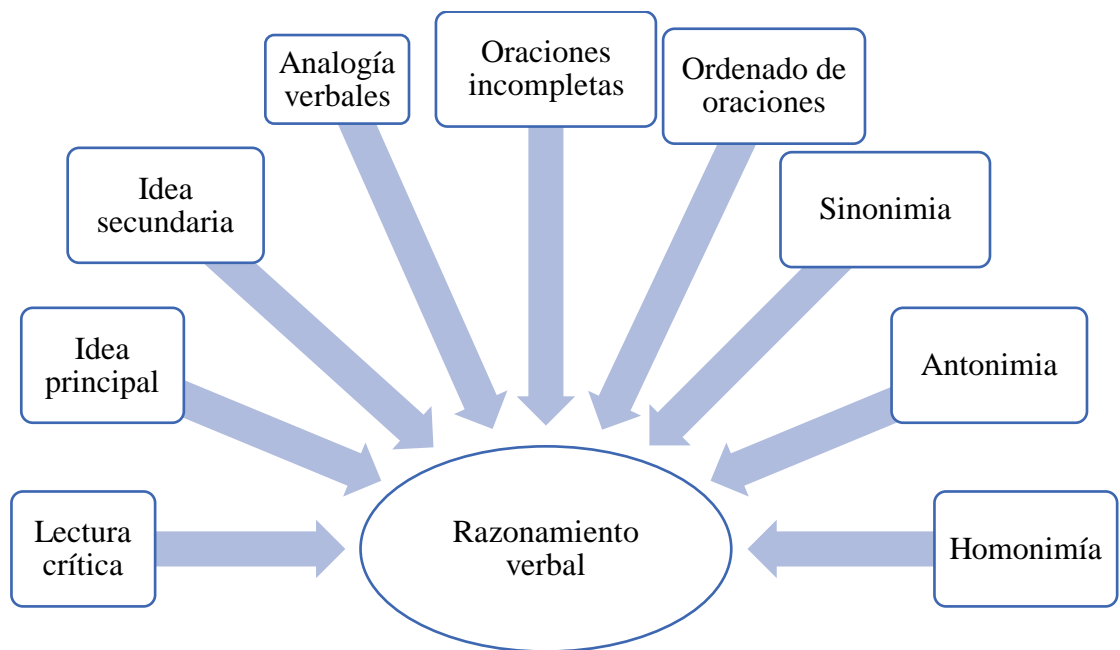 Lectura
crítica
Idea
principal
Idea
secundaria
Analogía
verbales
Oraciones
incompletas
Ordenado de
oraciones
Sinonimia
Antonimia
Homonimía
Razonamiento
verbal